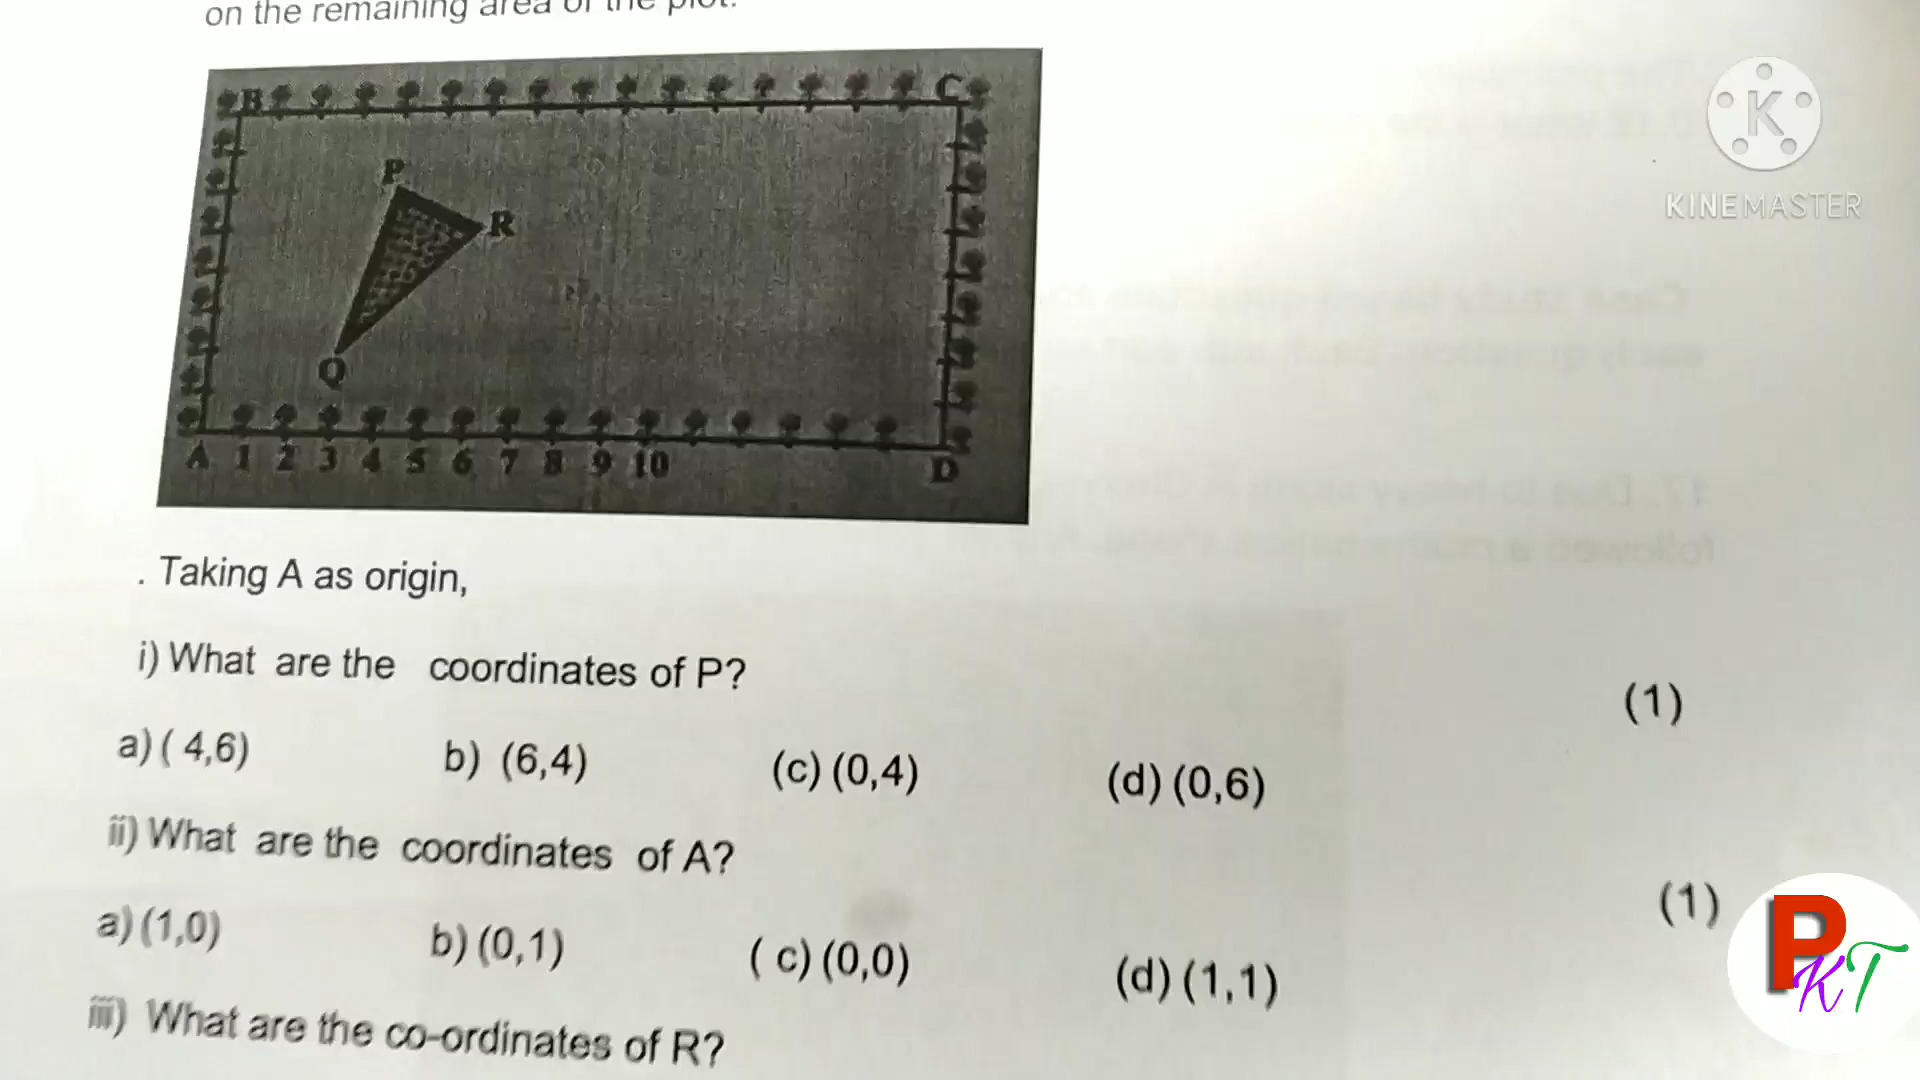 on the remaining area of the plot.
B C
P
R
Q
A 1 2 3 4 5 6 7 8 9 10 D
. Taking A as origin,
i) What are the coordinates of P? (1)
a) ( 4,6) b) (6,4) (c) (0,4) (d) (0,6)
ii) What are the coordinates of A? (1)
a) (1,0) b) (0,1) ( c) (0,0) (d) (1,1)
iii) What are the co-ordinates of R?
K
KINEMASTER
PKT